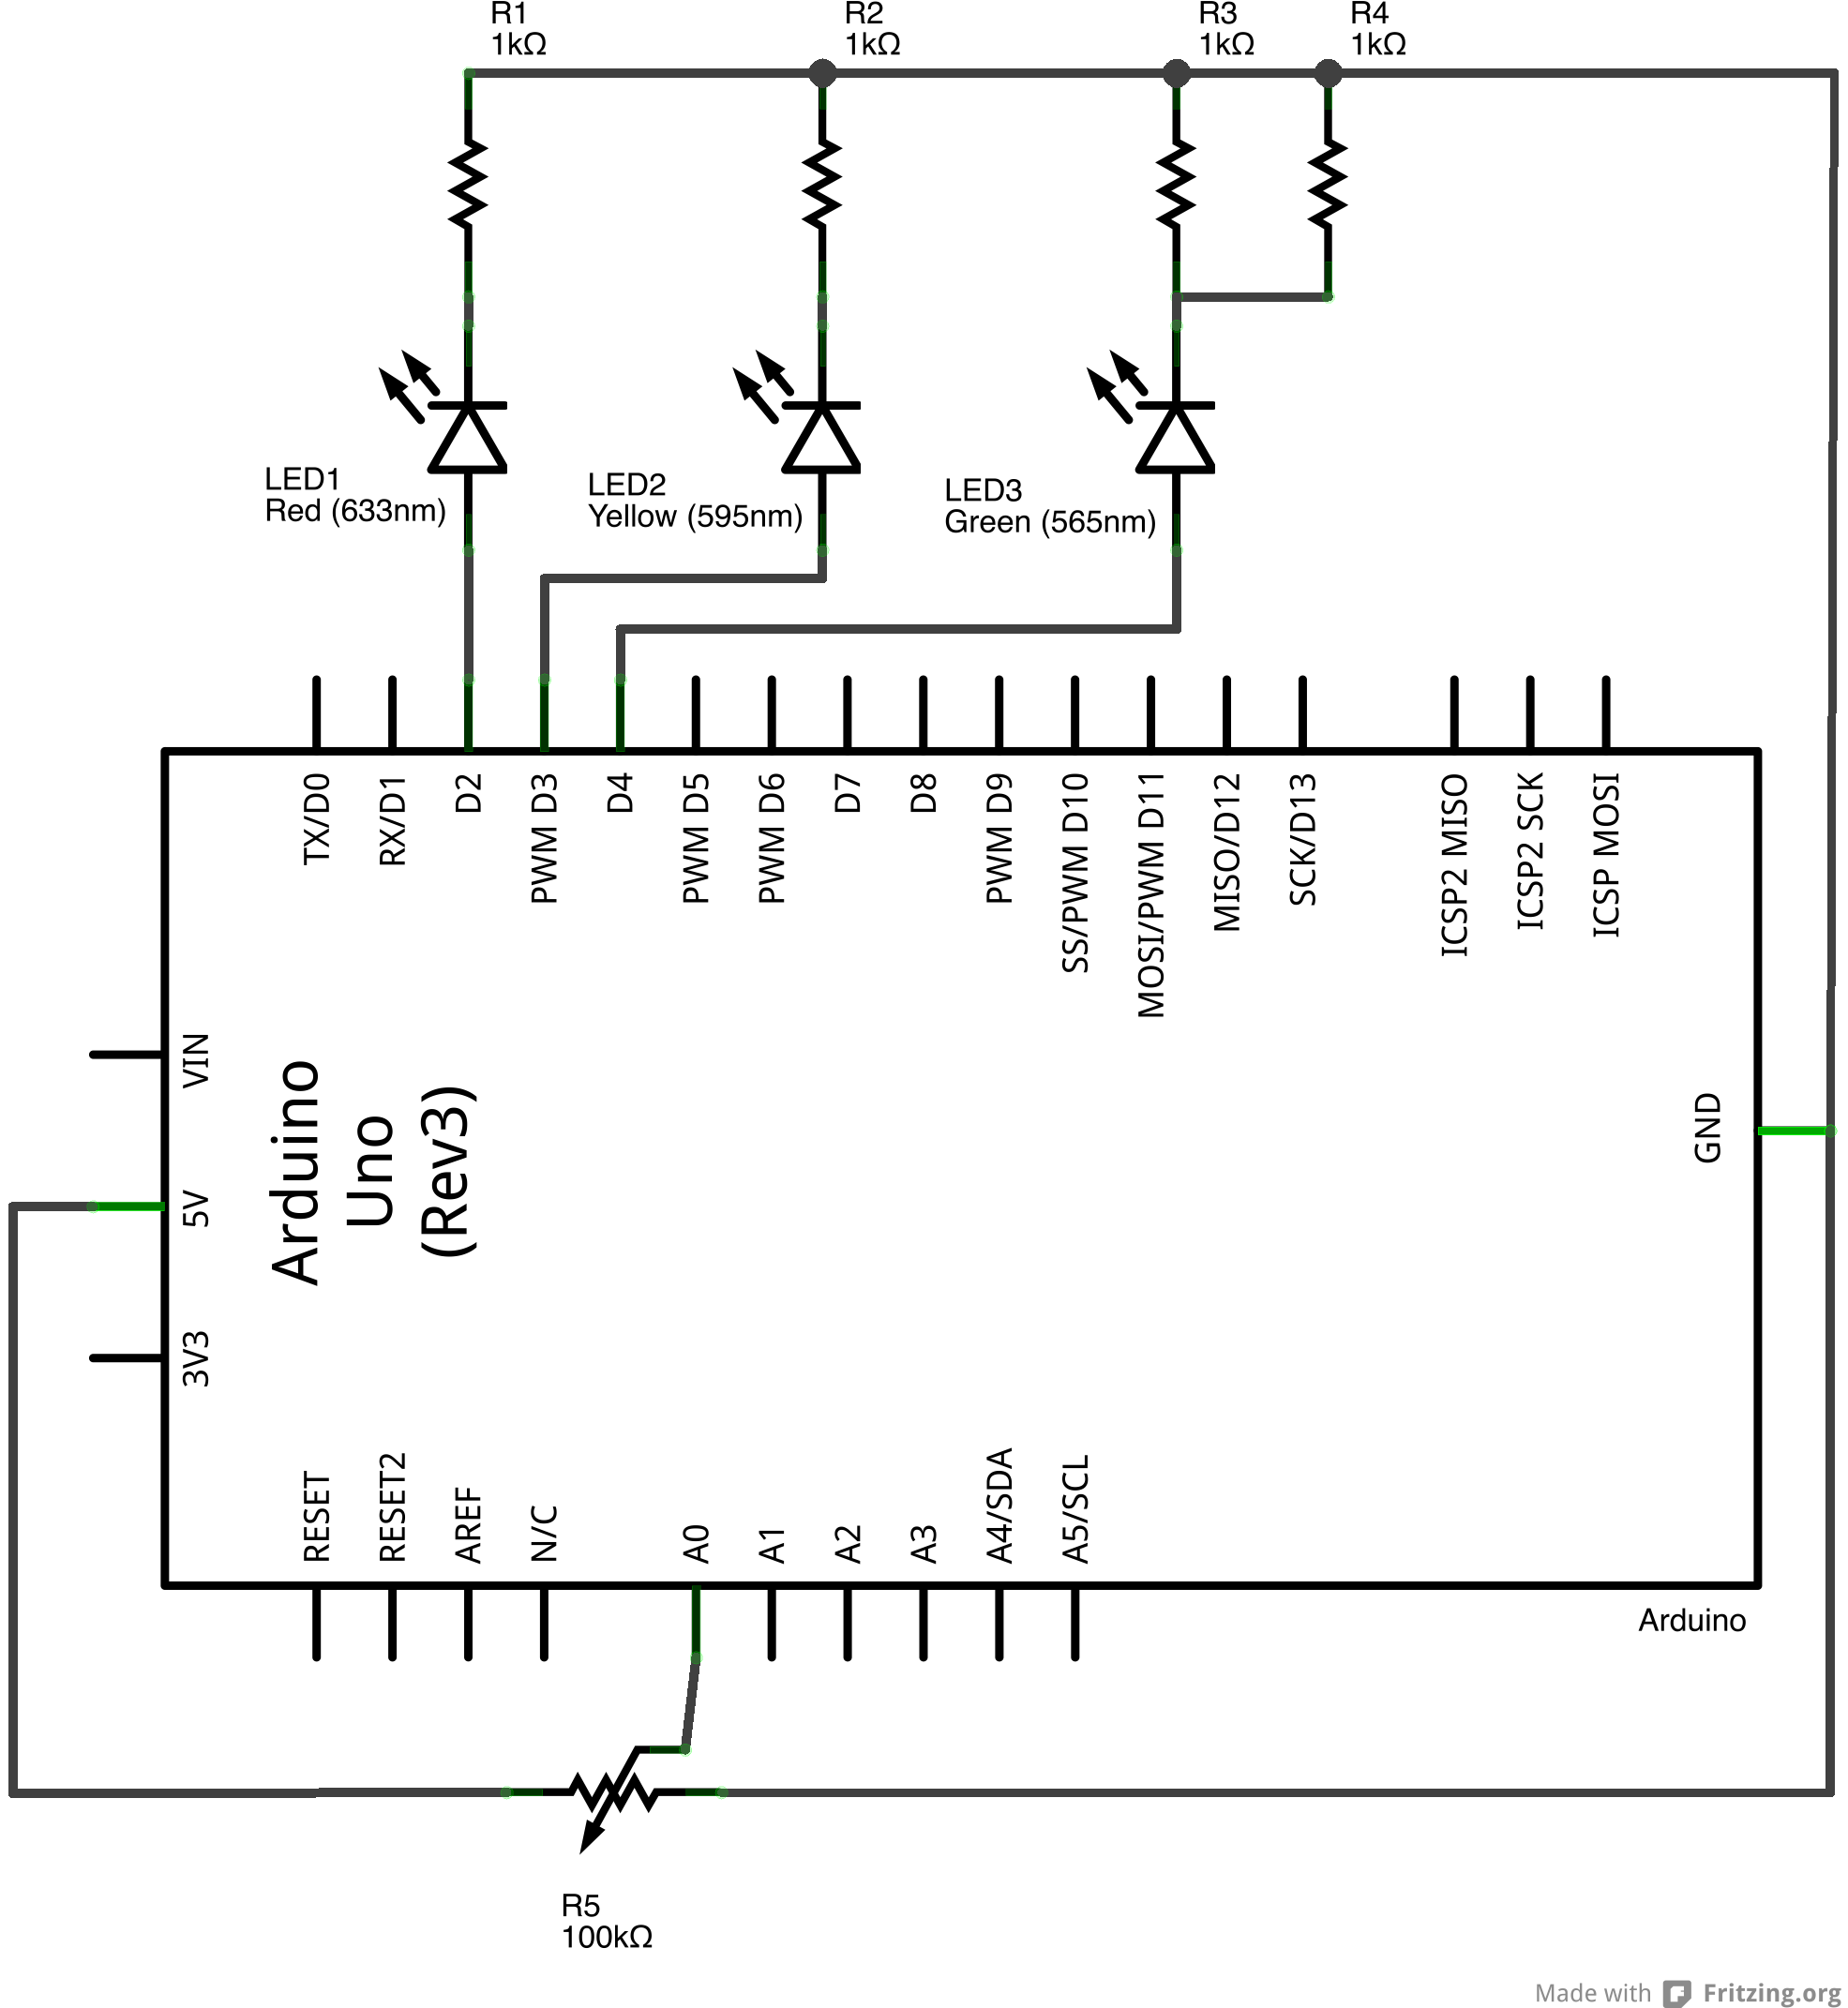 R1
1kΩ
R2
1kΩ
R3
1kΩ
R4
1kΩ
LED1
Red (633nm)
LED2
Yellow (595nm)
LED3
Green (565nm)
TX/D0
RX/D1
D2
PWM D3
D4
PWM D5
PWM D6
D7
D8
PWM D9
SS/PWM D10
MOSI/PWM D11
MISO/D12
SCK/D13
ICSP2 MISO
ICSP2 SCK
ICSP MOSI
VIN
5V
3V3
Arduino
Uno
(Rev3)
GND
RESET
RESET2
AREF
N/C
A0
A1
A2
A3
A4/SDA
A5/SCL
Arduino
R5
100kΩ
Made with Fritzing.org